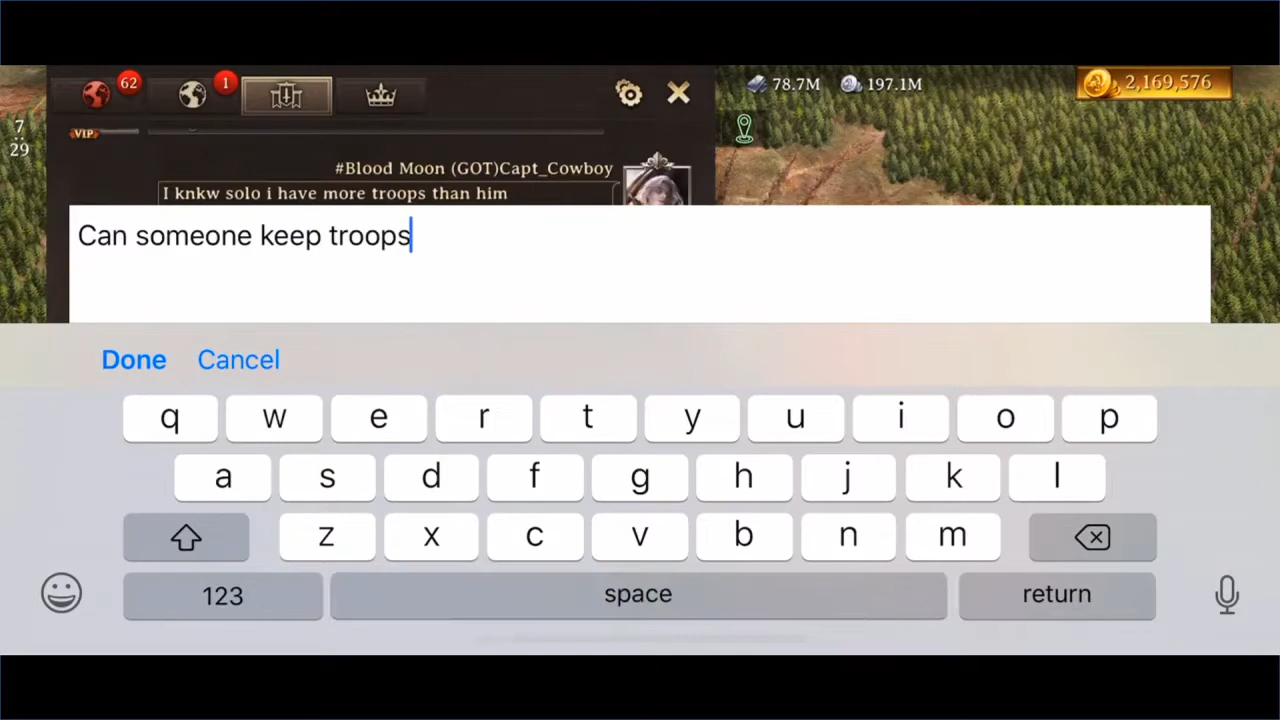 62
1
78.7M
197.1M
2,169,576
7
:
29
VIP
#Blood Moon (GOT)Capt_Cowboy
I knkw solo i have more troops than him
Can someone keep troops
Done
Cancel
q w e r t y u i o p
a s d f g h j k l
z x c v b n m
123
space
return